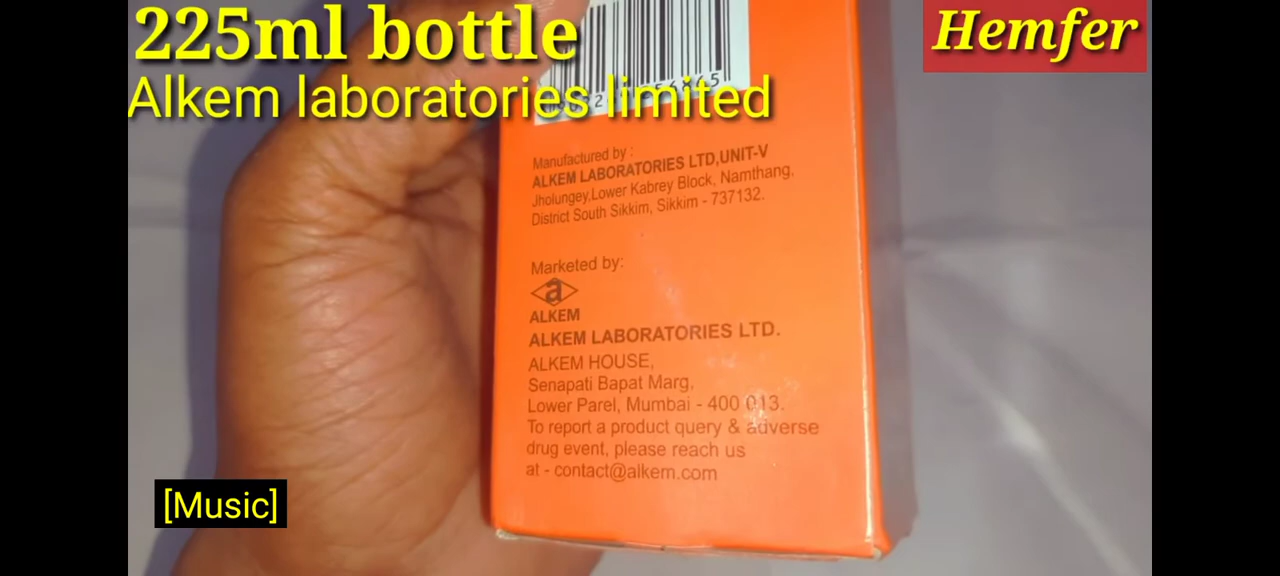 225ml bottle
Hemfer
Alkem laboratories limited
Manufactured by :
ALKEM LABORATORIES LTD,UNIT-V
Jholungey,Lower Kabrey Block, Namthang,
District South Sikkim, Sikkim - 737132.
Marketed by:
a
ALKEM
ALKEM LABORATORIES LTD.
ALKEM HOUSE,
Senapati Bapat Marg,
Lower Parel, Mumbai - 400 013.
To report a product query & adverse
drug event, please reach us
at - contact@alkem.com
[Music]